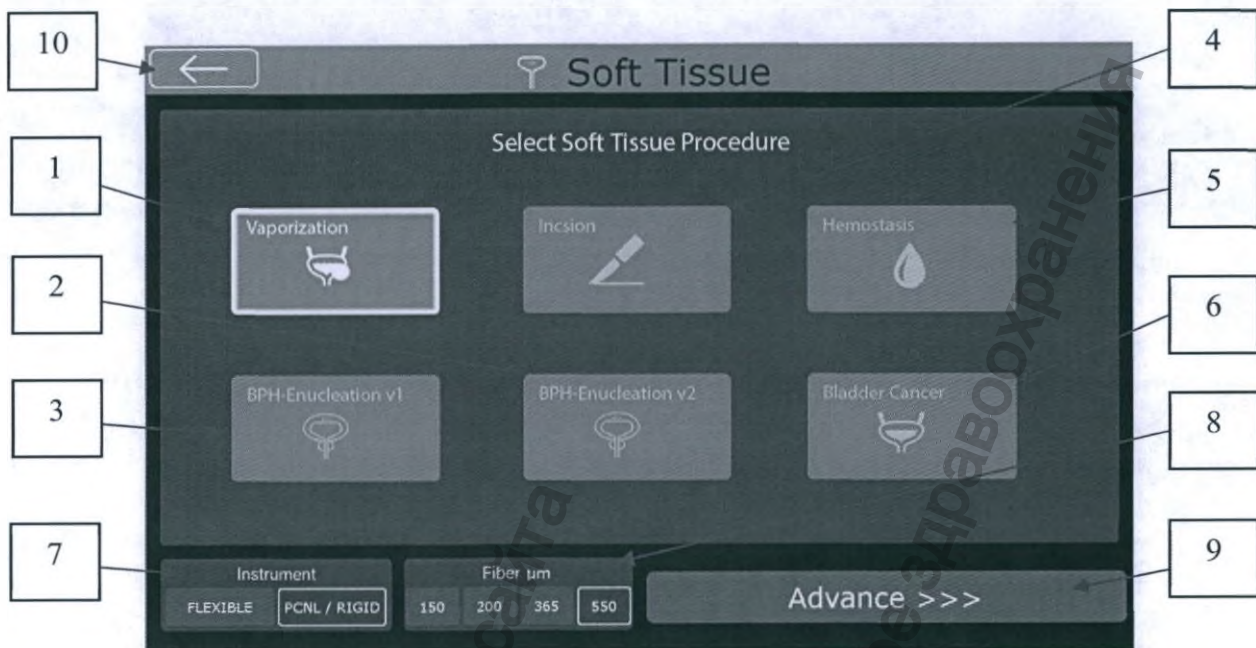 10
4
Soft Tissue
Select Soft Tissue Procedure
1
5
Vaporization
Incsion
Hemostasis
2
6
BPH-Enucleation v1
BPH-Enucleation v2
Bladder Cancer
3
8
7
9
Instrument
Fiber µm
FLEXIBLE
PCNL / RIGID
150
200
365
550
Advance >>>
сайта
здравоохранения